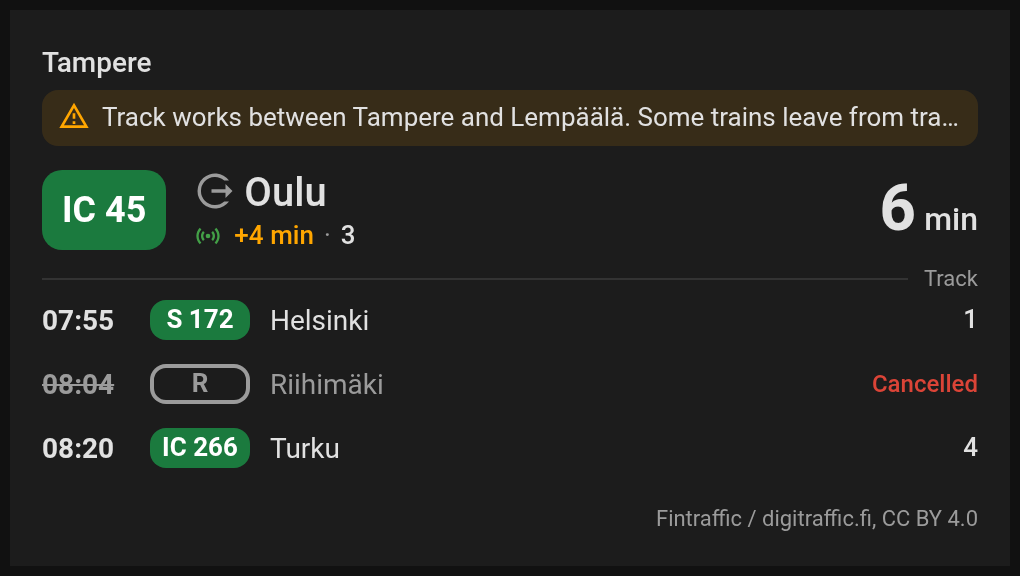 Tampere
Track works between Tampere and Lempäälä. Some trains leave from tra…
IC 45 Oulu 6 min
+4 min · 3
Track
07:55 S 172 Helsinki 1
08:04 R Riihimäki Cancelled
08:20 IC 266 Turku 4
Fintraffic / digitraffic.fi, CC BY 4.0